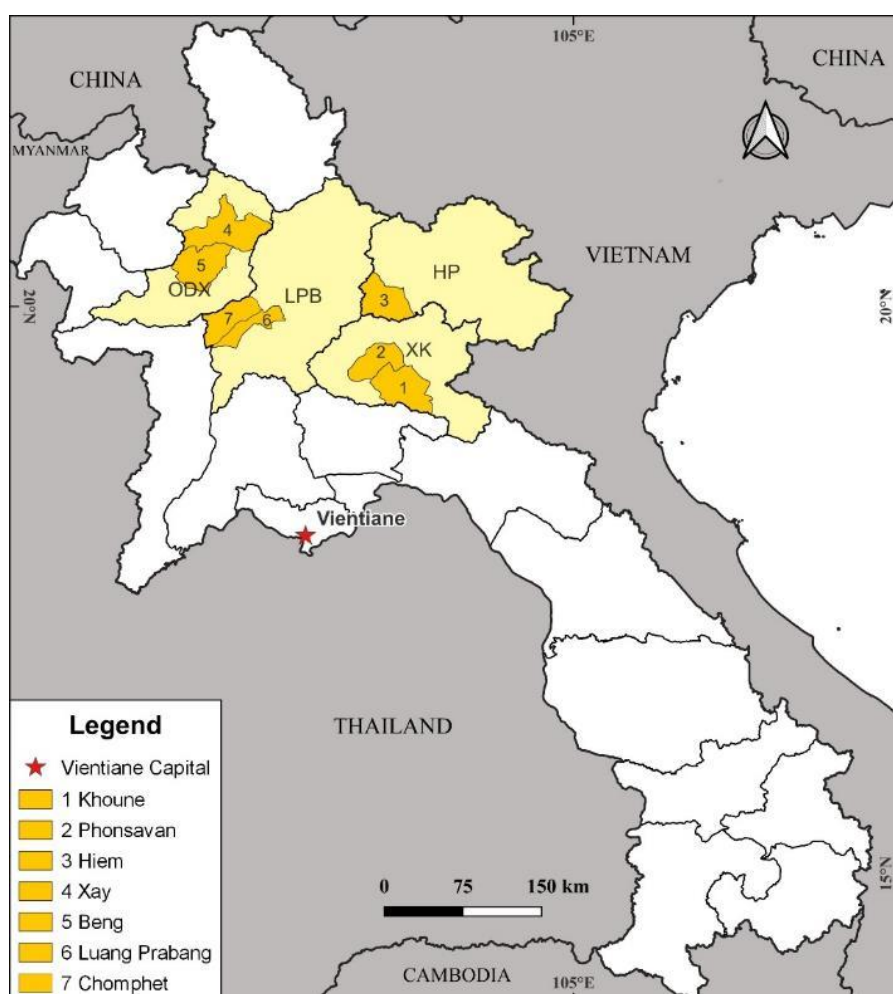 105°E
CHINA
CHINA
MYANMAR
4
VIETNAM
5
HP
ODX
LPB
3
20°N
20°N
7
6
2
XK
1
Vientiane
THAILAND
Legend
Vientiane Capital
1 Khoune
2 Phonsavan
3 Hiem
4 Xay
5 Beng
6 Luang Prabang
7 Chomphet
0 75 150 km
15°N
CAMBODIA
105°E